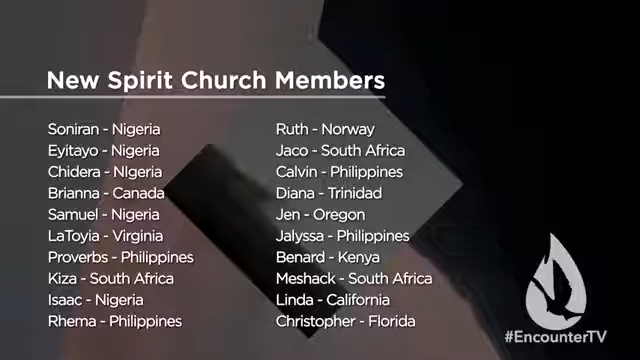 New Spirit Church Members
Soniran - Nigeria
Eyitayo - Nigeria
Chidera - NIgeria
Brianna - Canada
Samuel - Nigeria
LaToyia - Virginia
Proverbs - Philippines
Kiza - South Africa
Isaac - Nigeria
Rhema - Philippines
Ruth - Norway
Jaco - South Africa
Calvin - Philippines
Diana - Trinidad
Jen - Oregon
Jalyssa - Philippines
Benard - Kenya
Meshack - South Africa
Linda - California
Christopher - Florida
#EncounterTV